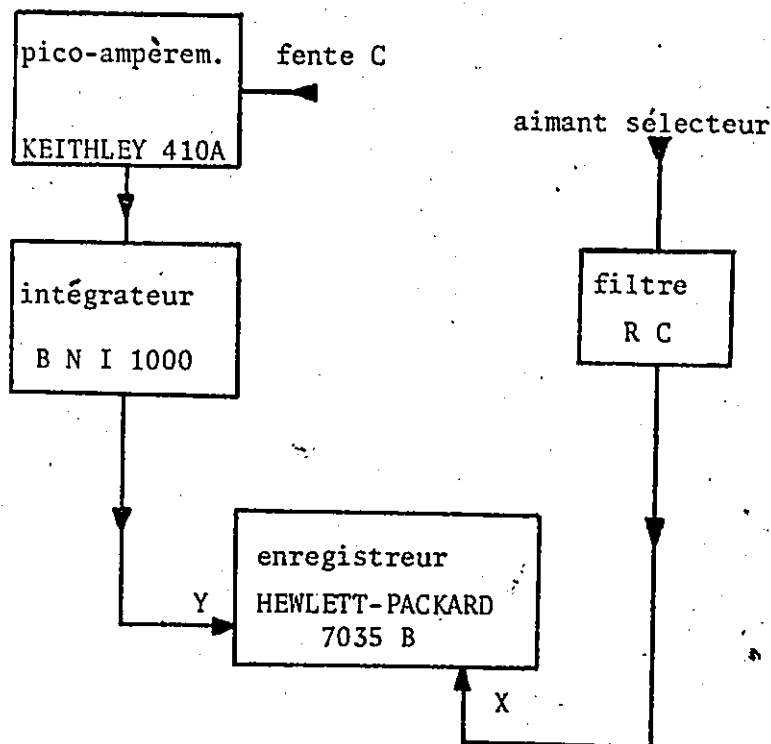 pico-ampèrem.
KEITHLEY 410A
fente C
aimant sélecteur
intégrateur
B N I 1000
filtre
R C
enregistreur
HEWLETT-PACKARD
7035 B
Y
X